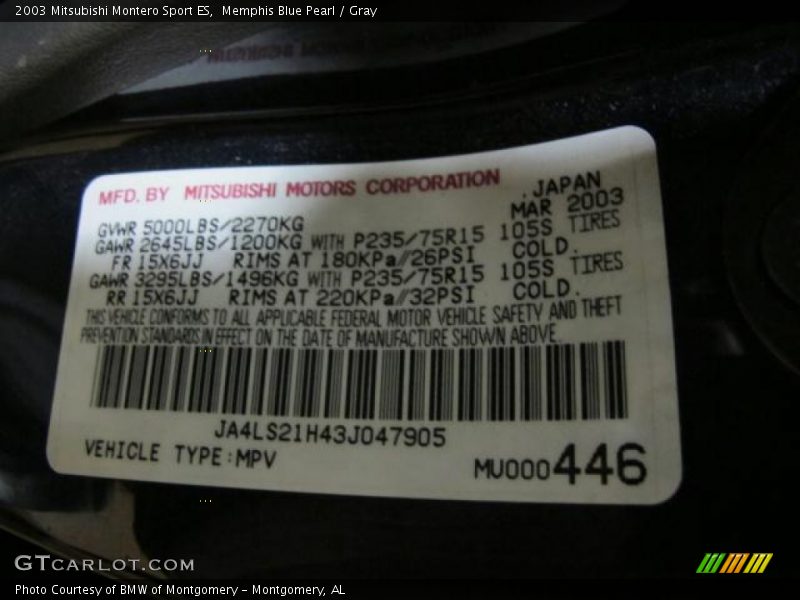 2003 Mitsubishi Montero Sport ES,  Memphis Blue Pearl / Gray
MFD. BY MITSUBISHI MOTORS CORPORATION .JAPAN
GVWR 5000LBS/2270KG MAR 2003
GAWR 2645LBS/1200KG WITH P235/75R15 105S TIRES
FR 15X6JJ RIMS AT 180KPa//26PSI COLD.
GAWR 3295LBS/1496KG WITH P235/75R15 105S TIRES
RR 15X6JJ RIMS AT 220KPa//32PSI COLD.
THIS VEHICLE CONFORMS TO ALL APPLICABLE FEDERAL MOTOR VEHICLE SAFETY AND THEFT
PREVENTION STANDARDS IN EFFECT ON THE DATE OF MANUFACTURE SHOWN ABOVE.
JA4LS21H43J047905
VEHICLE TYPE:MPV MU000446
GTCARLOT.COM
Photo Courtesy of BMW of Montgomery – Montgomery, AL